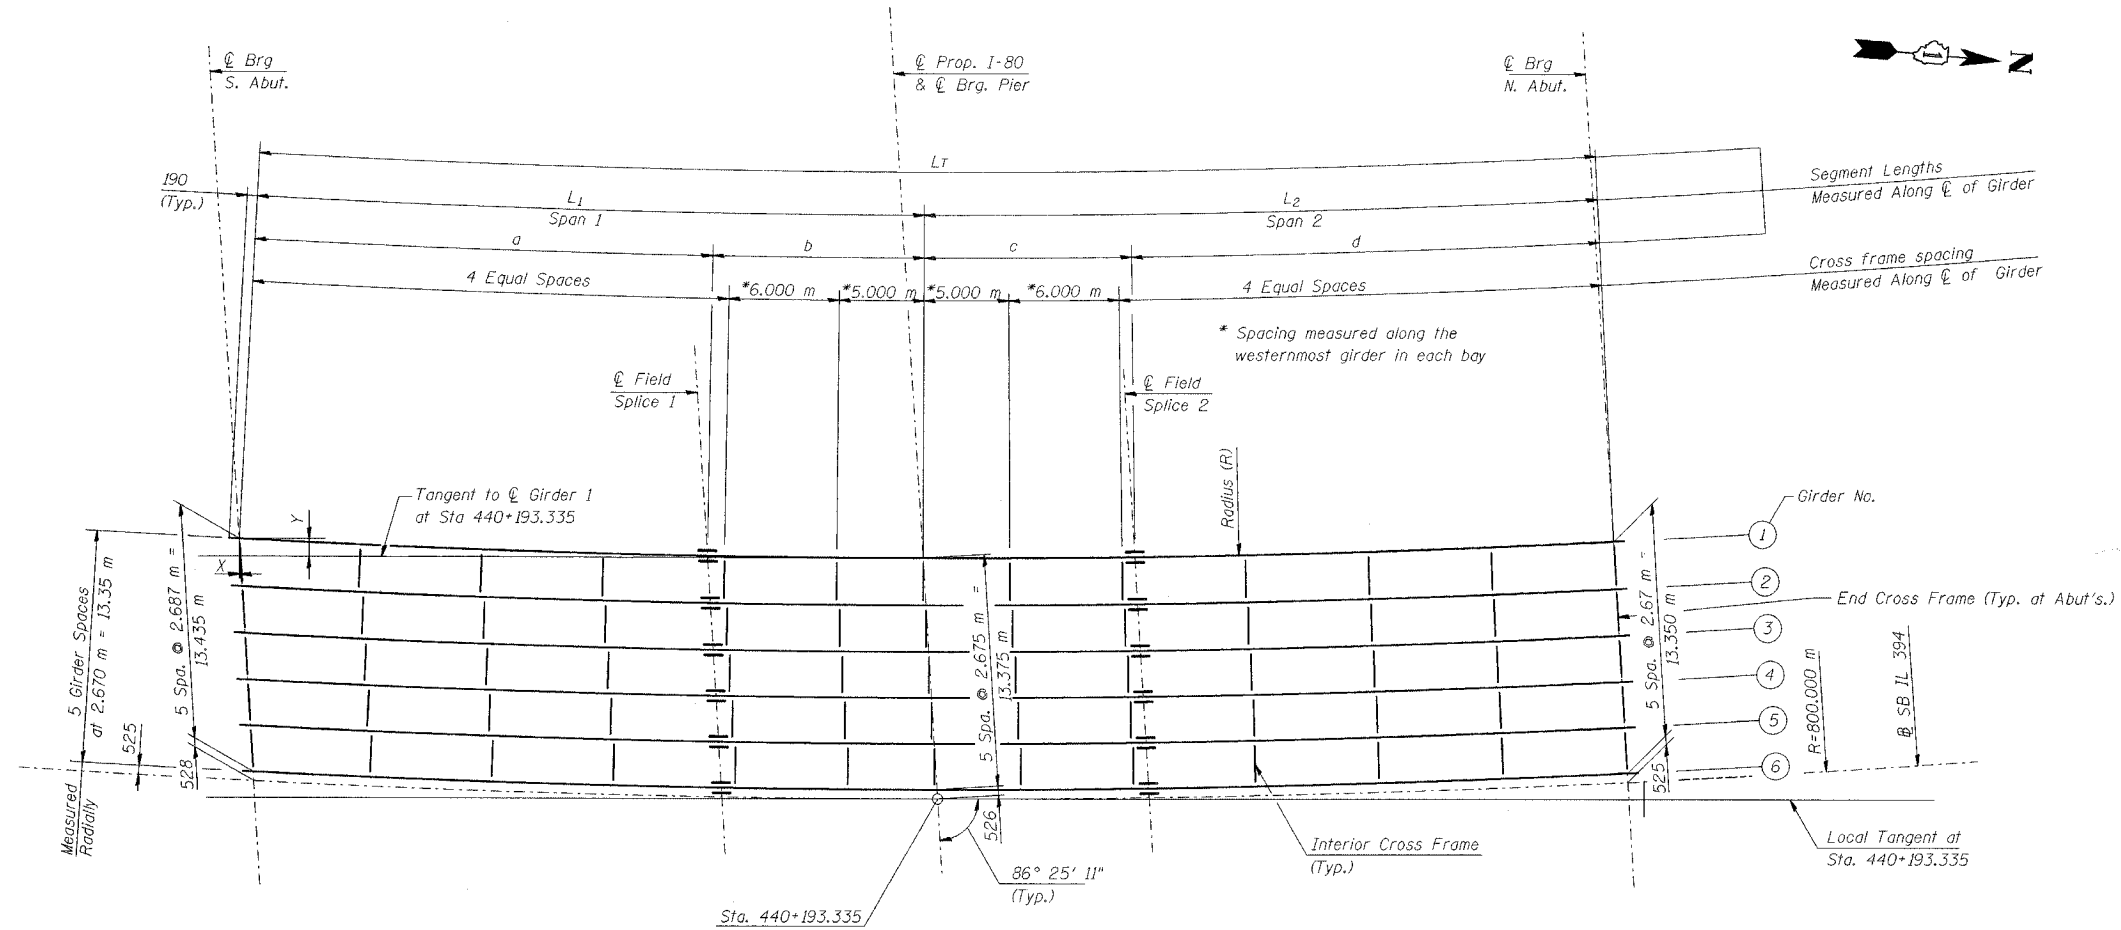 ℄ Brg
S. Abut.
℄ Prop. I-80
& ℄ Brg. Pier
℄ Brg
N. Abut.
N
LT
190
(Typ.)
L1
Span 1
L2
Span 2
Segment Lengths
Measured Along ℄ of Girder
a
b
c
d
4 Equal Spaces
*6.000 m
*5.000 m
*5.000 m
*6.000 m
4 Equal Spaces
Cross frame spacing
Measured Along ℄ of Girder
* Spacing measured along the
westernmost girder in each bay
℄ Field
Splice 1
℄ Field
Splice 2
Radius (R)
Tangent to ℄ Girder 1
at Sta 440+193.335
Y
X
Girder No.
1
2
3
4
5
6
End Cross Frame (Typ. at Abut's.)
5 Girder Spaces
at 2.670 m = 13.35 m
Measured
Radially
525
5 Spa. @ 2.687 m =
13.435 m
528
5 Spa. @ 2.675 m =
13.375 m
526
5 Spa. @ 2.67 m =
13.350 m
525
R=800.000 m
SB IL 394
86° 25' 11"
(Typ.)
Sta. 440+193.335
Interior Cross Frame
(Typ.)
Local Tangent at
Sta. 440+193.335